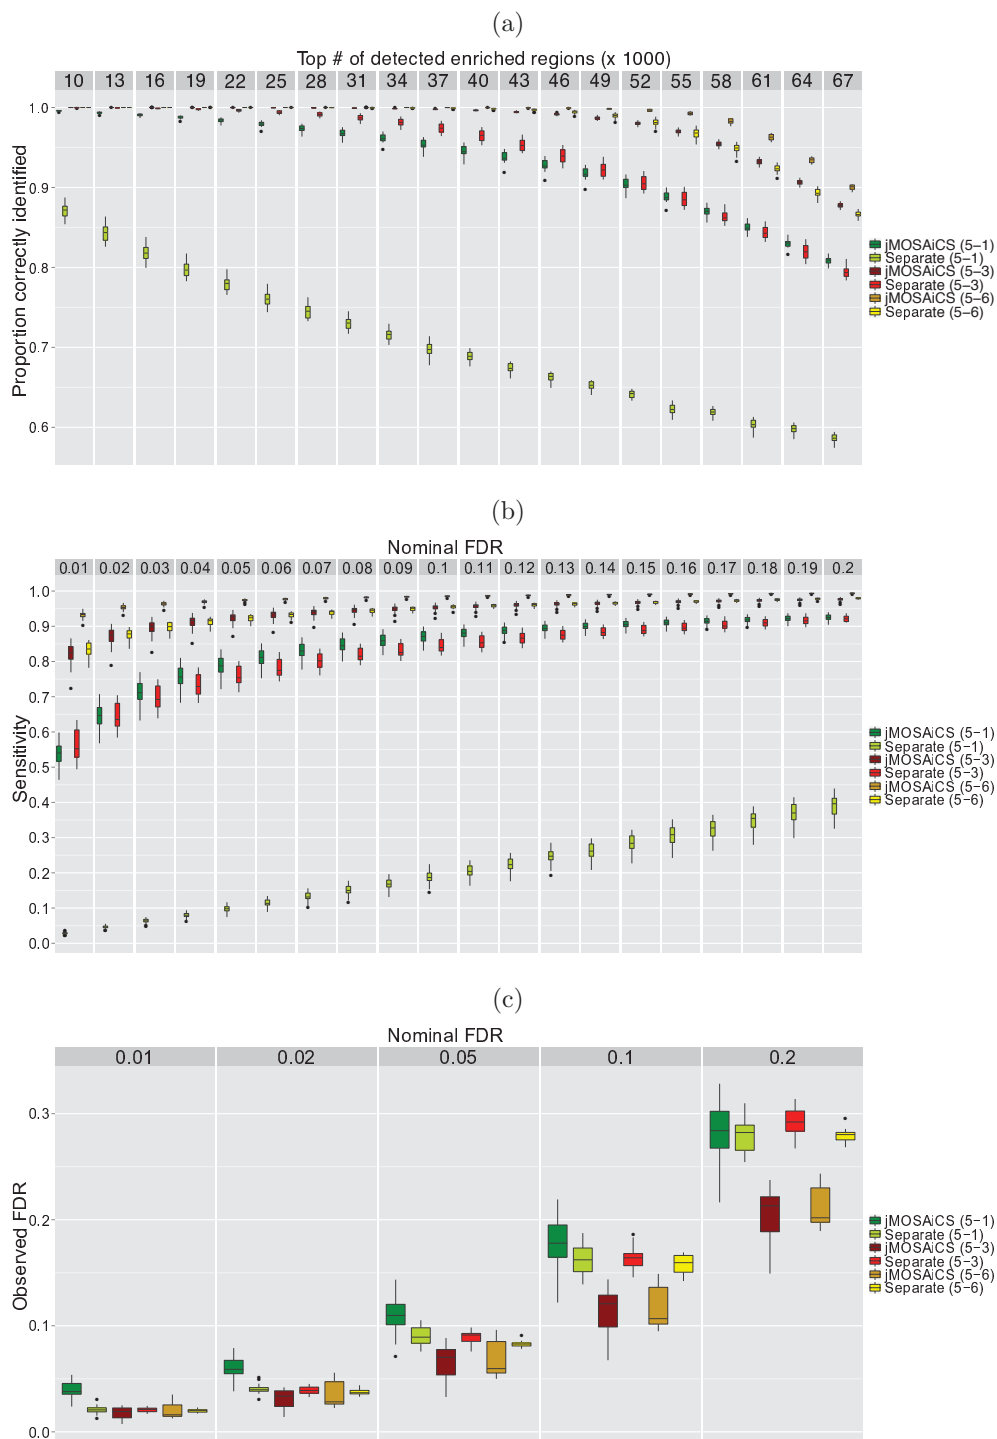 (a)
Top # of detected enriched regions (x 1000)
10 13 16 19 22 25 28 31 34 37 40 43 46 49 52 55 58 61 64 67
Proportion correctly identified
1.0
0.9
0.8
0.7
0.6
jMOSAiCS (5–1)
Separate (5–1)
jMOSAiCS (5–3)
Separate (5–3)
jMOSAiCS (5–6)
Separate (5–6)
(b)
Nominal FDR
0.01 0.02 0.03 0.04 0.05 0.06 0.07 0.08 0.09 0.1 0.11 0.12 0.13 0.14 0.15 0.16 0.17 0.18 0.19 0.2
Sensitivity
1.0
0.9
0.8
0.7
0.6
0.5
0.4
0.3
0.2
0.1
0.0
jMOSAiCS (5–1)
Separate (5–1)
jMOSAiCS (5–3)
Separate (5–3)
jMOSAiCS (5–6)
Separate (5–6)
(c)
Nominal FDR
0.01 0.02 0.05 0.1 0.2
Observed FDR
0.3
0.2
0.1
0.0
jMOSAiCS (5–1)
Separate (5–1)
jMOSAiCS (5–3)
Separate (5–3)
jMOSAiCS (5–6)
Separate (5–6)